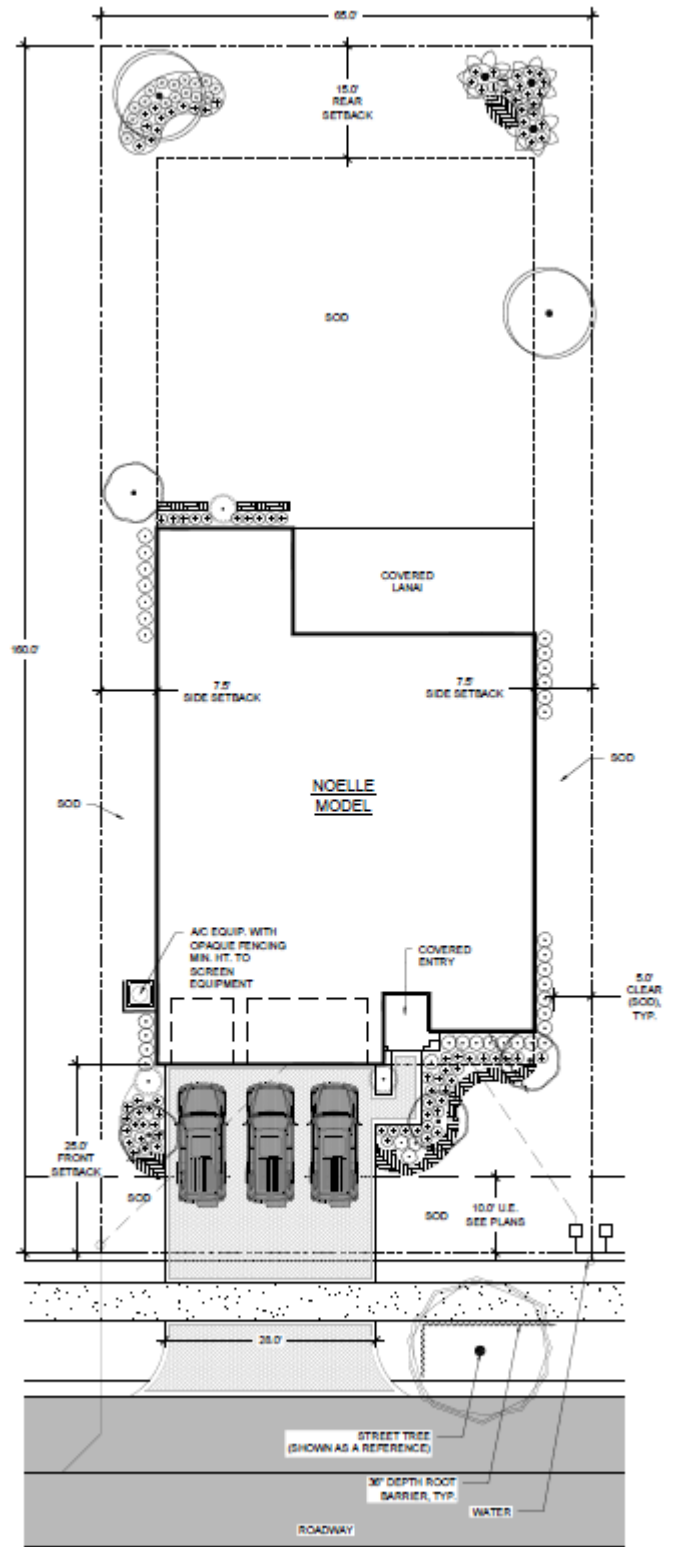 65.0'
15.0'
REAR
SETBACK
SOD
COVERED
LANAI
160.0'
7.5'
SIDE SETBACK
7.5'
SIDE SETBACK
NOELLE
MODEL
SOD
SOD
A/C EQUIP. WITH
OPAQUE FENCING
MIN. HT. TO
SCREEN
EQUIPMENT
COVERED
ENTRY
5.0'
CLEAR
(SOD),
TYP.
25.0'
FRONT
SETBACK
SOD
SOD
10.0' U.E.
SEE PLANS
28.0'
STREET TREE
(SHOWN AS A REFERENCE)
36" DEPTH ROOT
BARRIER, TYP.
WATER
ROADWAY